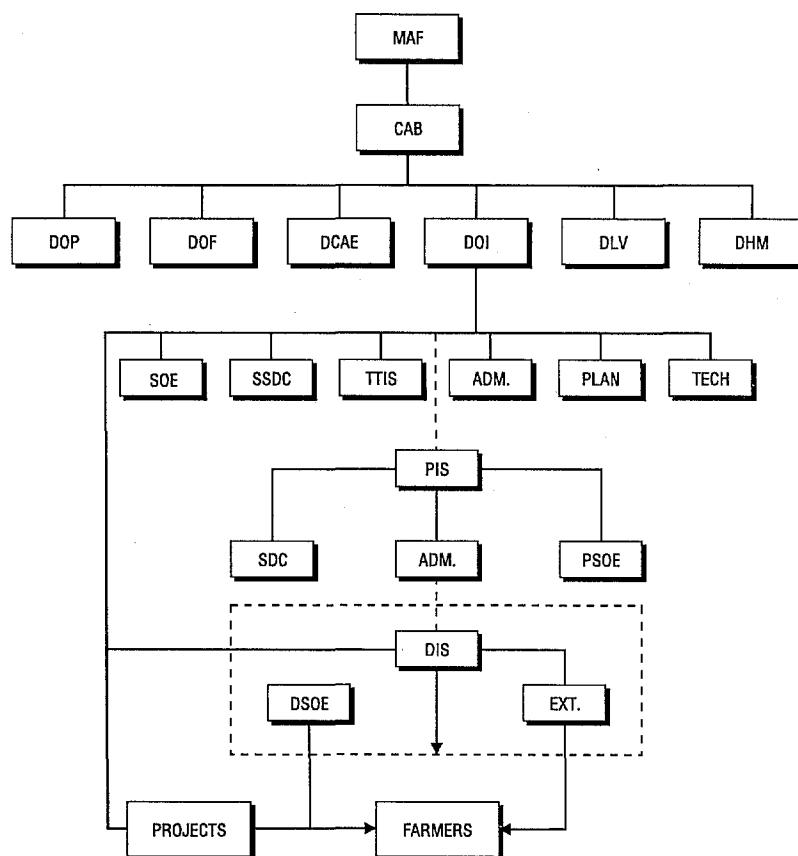 MAF
CAB
DOP DOF DCAE DOI DLV DHM
SOE SSDC TTIS ADM. PLAN TECH
PIS
SDC ADM. PSOE
DIS
DSOE EXT.
PROJECTS FARMERS